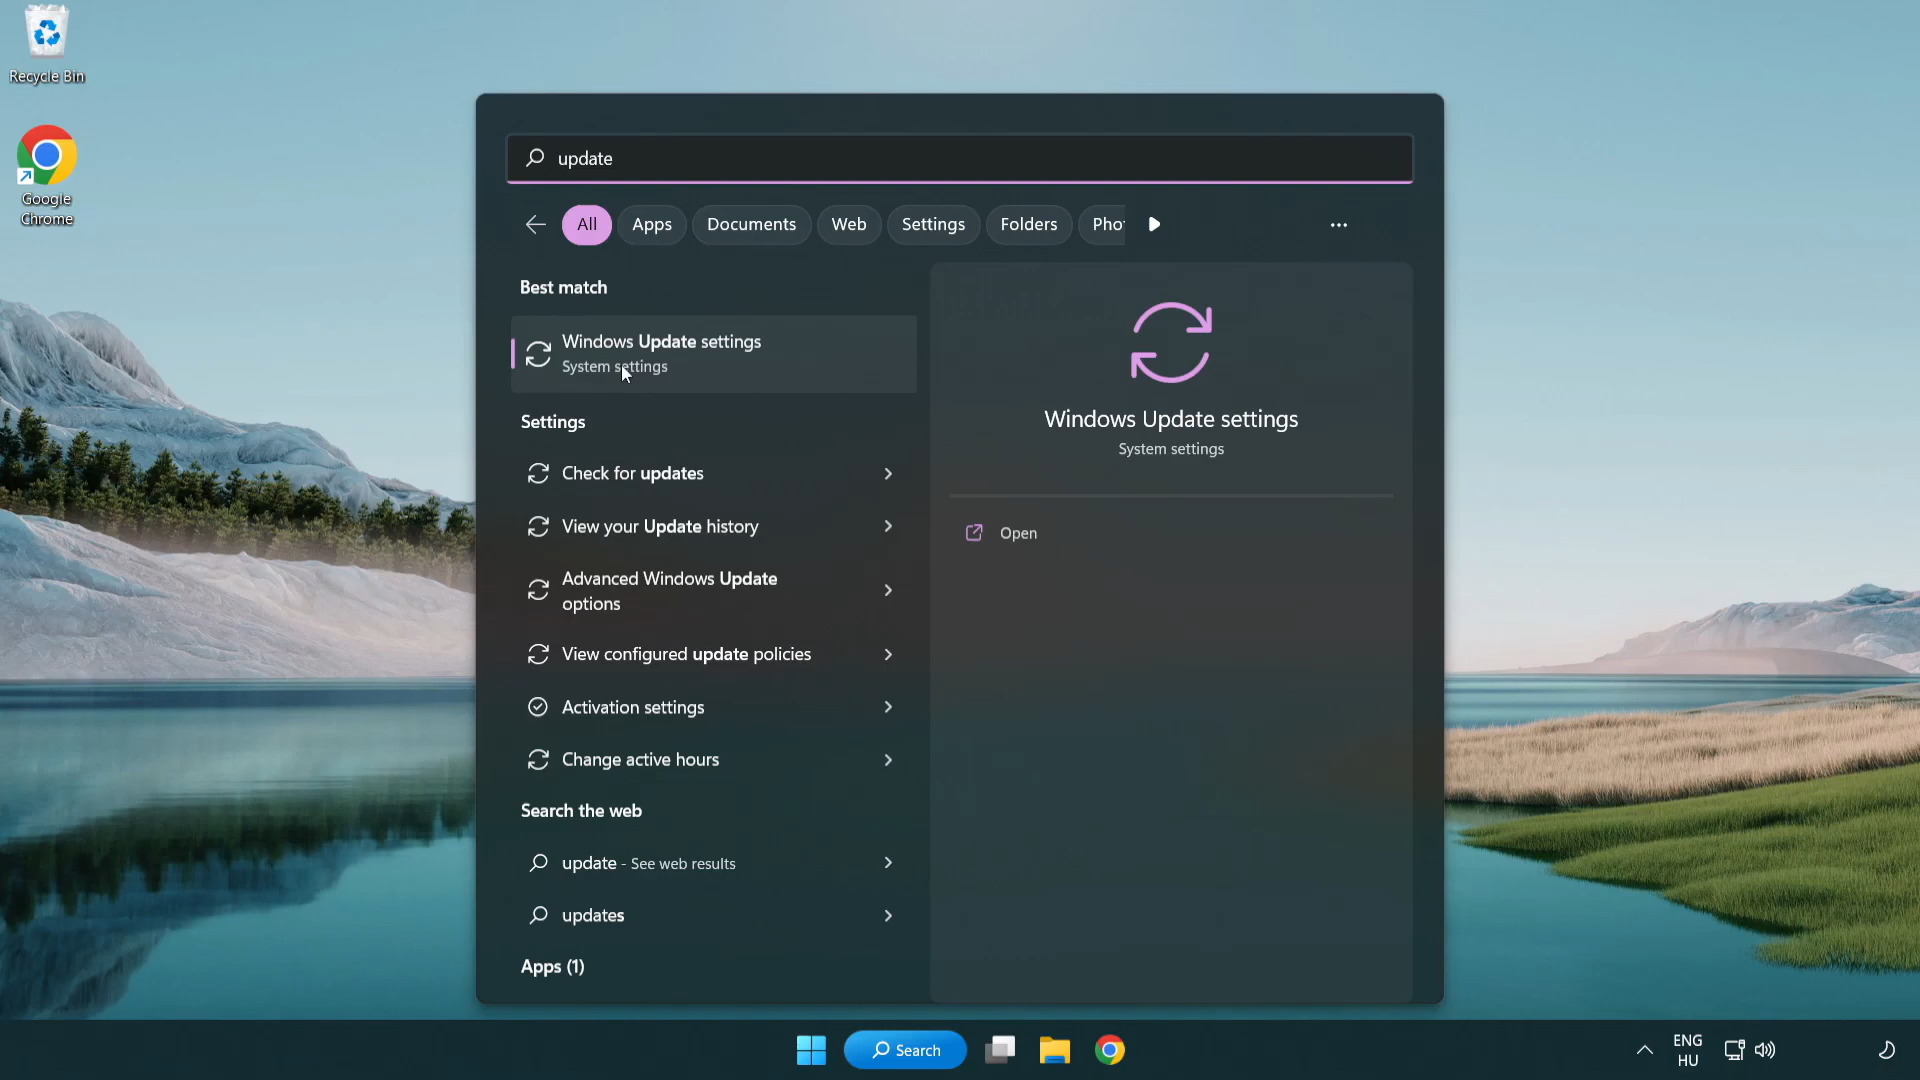 Recycle Bin
Google
Chrome
update
All
Apps
Documents
Web
Settings
Folders
Best match
Windows Update settings
System settings
Settings
Check for updates
View your Update history
Advanced Windows Update
options
View configured update policies
Activation settings
Change active hours
Search the web
update - See web results
updates
Apps (1)
Windows Update settings
System settings
Open
Search
ENG
HU